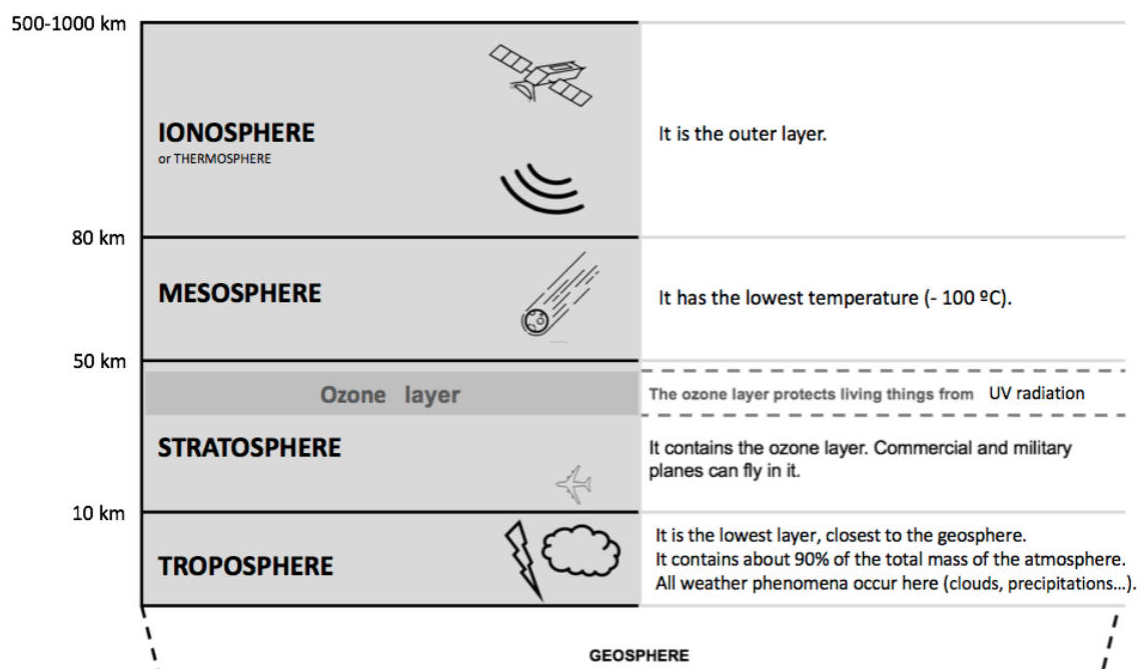 500-1000 km
IONOSPHERE
or THERMOSPHERE
It is the outer layer.
80 km
MESOSPHERE
It has the lowest temperature (- 100 ºC).
50 km
Ozone layer
The ozone layer protects living things from UV radiation
STRATOSPHERE
It contains the ozone layer. Commercial and military
planes can fly in it.
10 km
TROPOSPHERE
It is the lowest layer, closest to the geosphere.
It contains about 90% of the total mass of the atmosphere.
All weather phenomena occur here (clouds, precipitations...).
GEOSPHERE